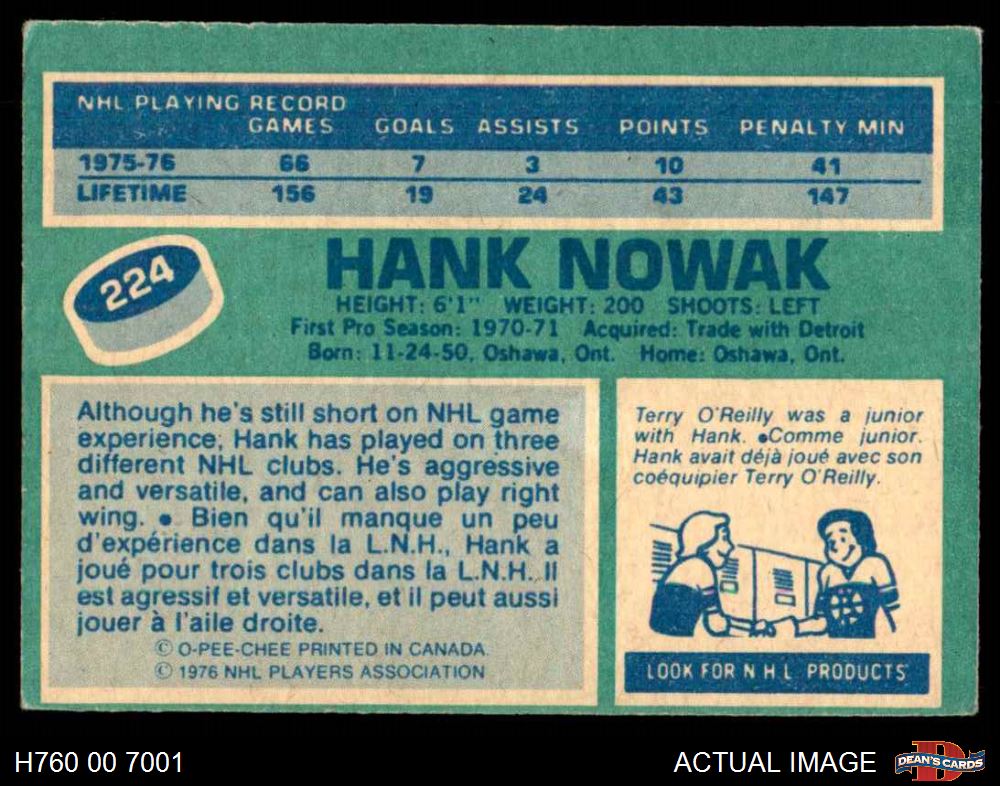 NHL PLAYING RECORD
GAMES GOALS ASSISTS POINTS PENALTY MIN
1975-76 66 7 3 10 41
LIFETIME 156 19 24 43 147
224
HANK NOWAK
HEIGHT: 6'1" WEIGHT: 200 SHOOTS: LEFT
First Pro Season: 1970-71 Acquired: Trade with Detroit
Born: 11-24-50, Oshawa, Ont. Home: Oshawa, Ont.
Although he's still short on NHL game
experience, Hank has played on three
different NHL clubs. He's aggressive
and versatile, and can also play right
wing. ● Bien qu'il manque un peu
d'expérience dans la L.N.H., Hank a
joué pour trois clubs dans la L.N.H. Il
est agressif et versatile, et il peut aussi
jouer à l'aile droite.
© O-PEE-CHEE PRINTED IN CANADA
© 1976 NHL PLAYERS ASSOCIATION
Terry O'Reilly was a junior
with Hank. ●Comme junior.
Hank avait déjà joué avec son
coéquipier Terry O'Reilly.
LOOK FOR N H L PRODUCTS
H760 00 7001
ACTUAL IMAGE
D
DEAN'S CARDS